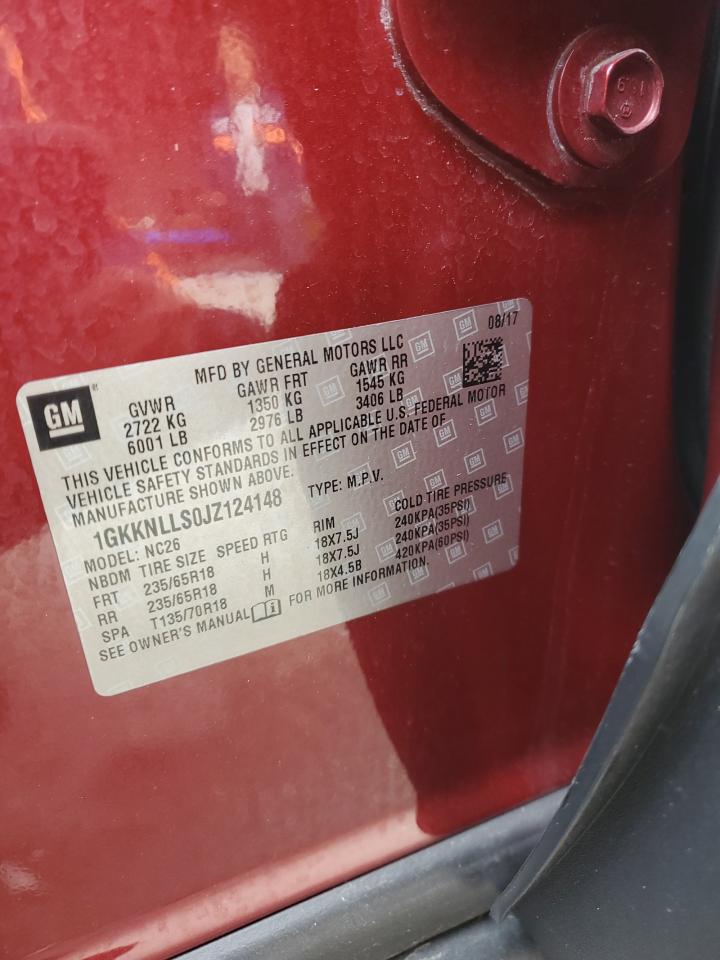 08/17
MFD BY GENERAL MOTORS LLC
GM
GVWR GAWR FRT GAWR RR
2722 KG 1350 KG 1545 KG
6001 LB 2976 LB 3406 LB
THIS VEHICLE CONFORMS TO ALL APPLICABLE U.S. FEDERAL MOTOR
VEHICLE SAFETY STANDARDS IN EFFECT ON THE DATE OF
MANUFACTURE SHOWN ABOVE.
1GKKNLLS0JZ124148 TYPE: M.P.V.
MODEL: NC26
NBDM TIRE SIZE SPEED RTG RIM COLD TIRE PRESSURE
FRT 235/65R18 H 18X7.5J 240KPA(35PSI)
RR 235/65R18 H 18X7.5J 240KPA(35PSI)
SPA T135/70R18 M 18X4.5B 420KPA(60PSI)
SEE OWNER'S MANUAL FOR MORE INFORMATION.